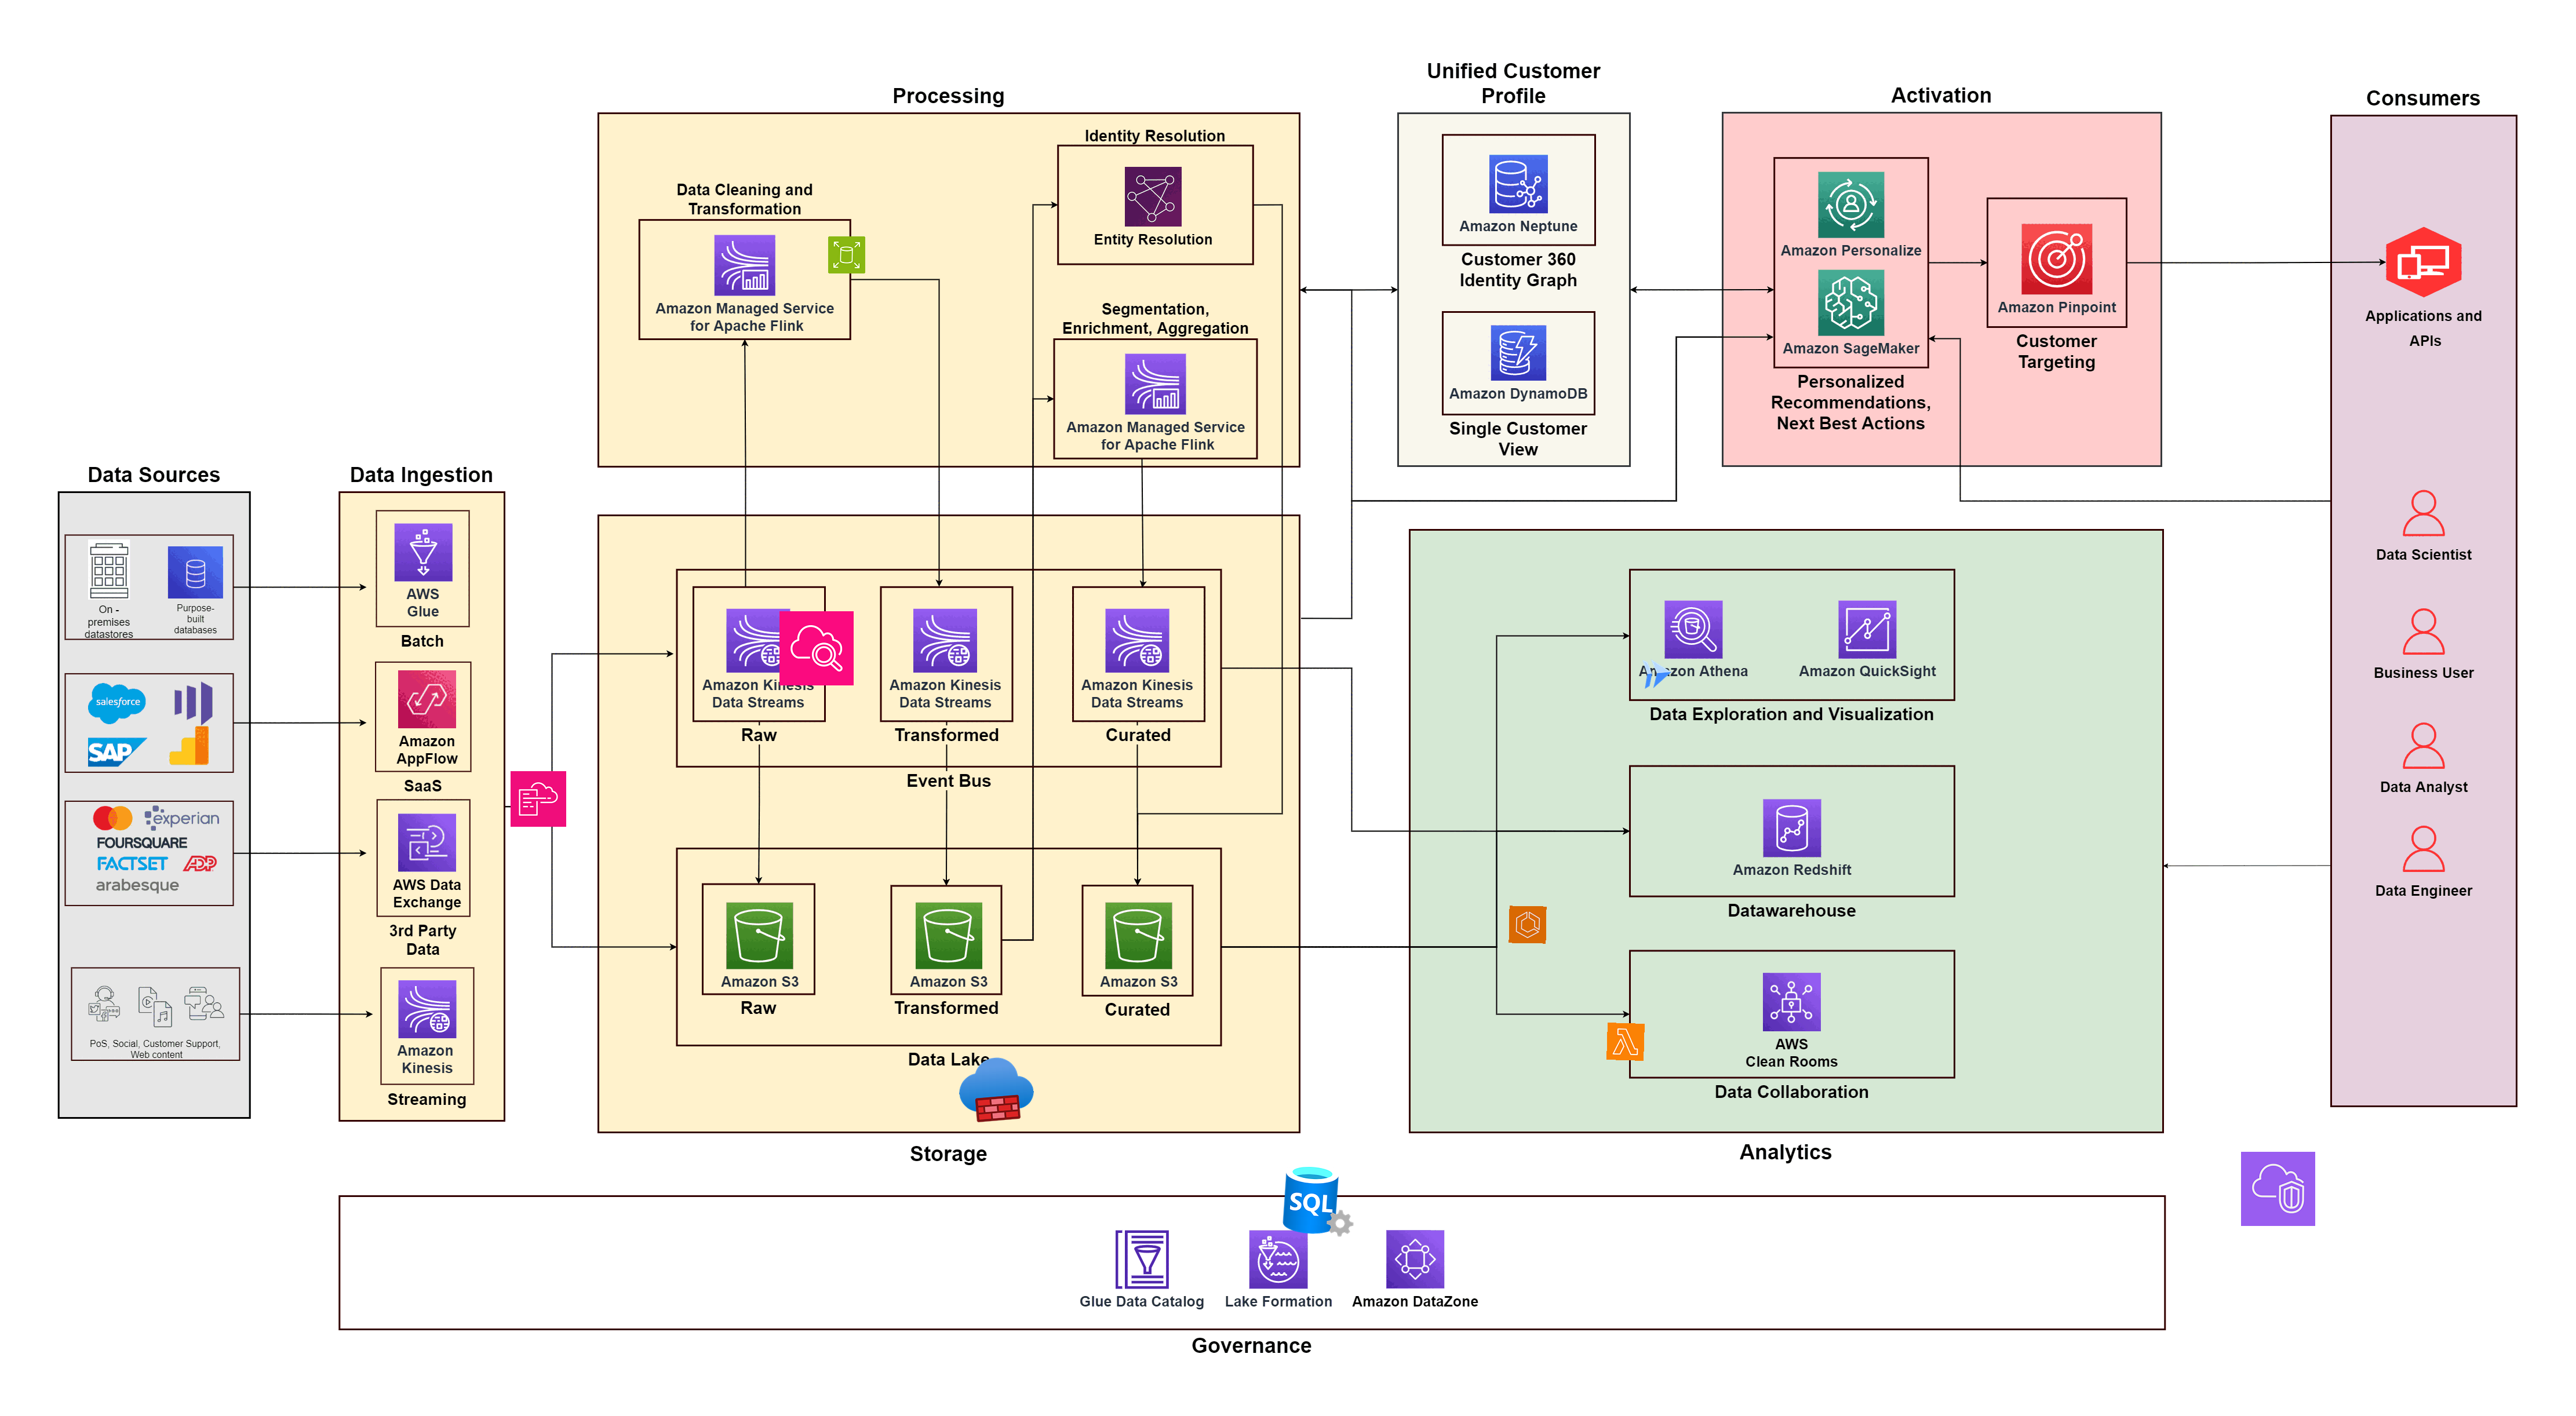 Processing
Identity Resolution
Entity Resolution
Data Cleaning and
Transformation
Amazon Managed Service
for Apache Flink
Segmentation,
Enrichment, Aggregation
Amazon Managed Service
for Apache Flink
Unified Customer
Profile
Amazon Neptune
Customer 360
Identity Graph
Amazon DynamoDB
Single Customer
View
Activation
Amazon Personalize
Amazon SageMaker
Personalized
Recommendations,
Next Best Actions
Amazon Pinpoint
Customer
Targeting
Consumers
Applications and
APIs
Data Scientist
Business User
Data Analyst
Data Engineer
Data Sources
On -
premises
datastores
Purpose-
built
databases
salesforce
SAP
experian
FOURSQUARE
FACTSET
ADP
arabesque
PoS, Social, Customer Support,
Web content
Data Ingestion
AWS
Glue
Batch
Amazon
AppFlow
SaaS
AWS Data
Exchange
3rd Party
Data
Amazon
Kinesis
Streaming
Amazon Kinesis
Data Streams
Raw
Amazon Kinesis
Data Streams
Transformed
Amazon Kinesis
Data Streams
Curated
Event Bus
Amazon S3
Raw
Amazon S3
Transformed
Amazon S3
Curated
Data Lake
Storage
Amazon Athena
Amazon QuickSight
Data Exploration and Visualization
Amazon Redshift
Datawarehouse
AWS
Clean Rooms
Data Collaboration
Analytics
SQL
Glue Data Catalog
Lake Formation
Amazon DataZone
Governance